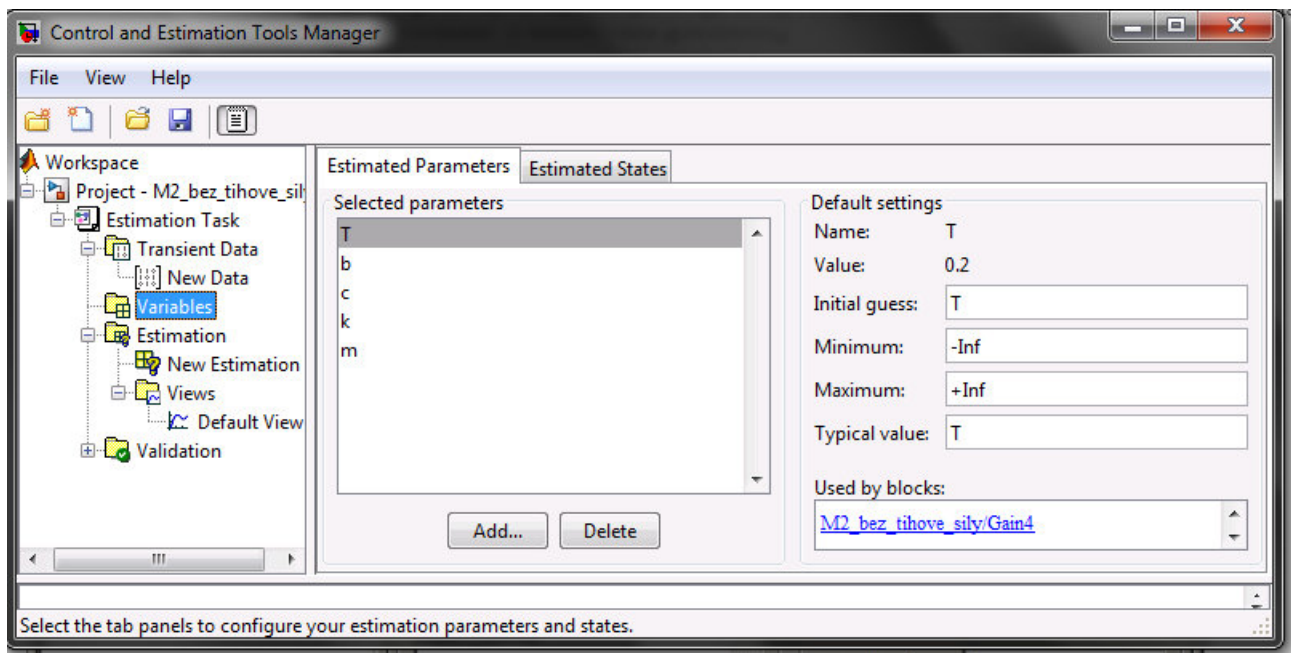 Control and Estimation Tools Manager
File View Help
Workspace
Project - M2_bez_tihove_sil
Estimation Task
Transient Data
New Data
Variables
Estimation
New Estimation
Views
Default View
Validation
Estimated Parameters Estimated States
Selected parameters
T
b
c
k
m
Add... Delete
Default settings
Name: T
Value: 0.2
Initial guess: T
Minimum: -Inf
Maximum: +Inf
Typical value: T
Used by blocks:
M2_bez_tihove_sily/Gain4
Select the tab panels to configure your estimation parameters and states.